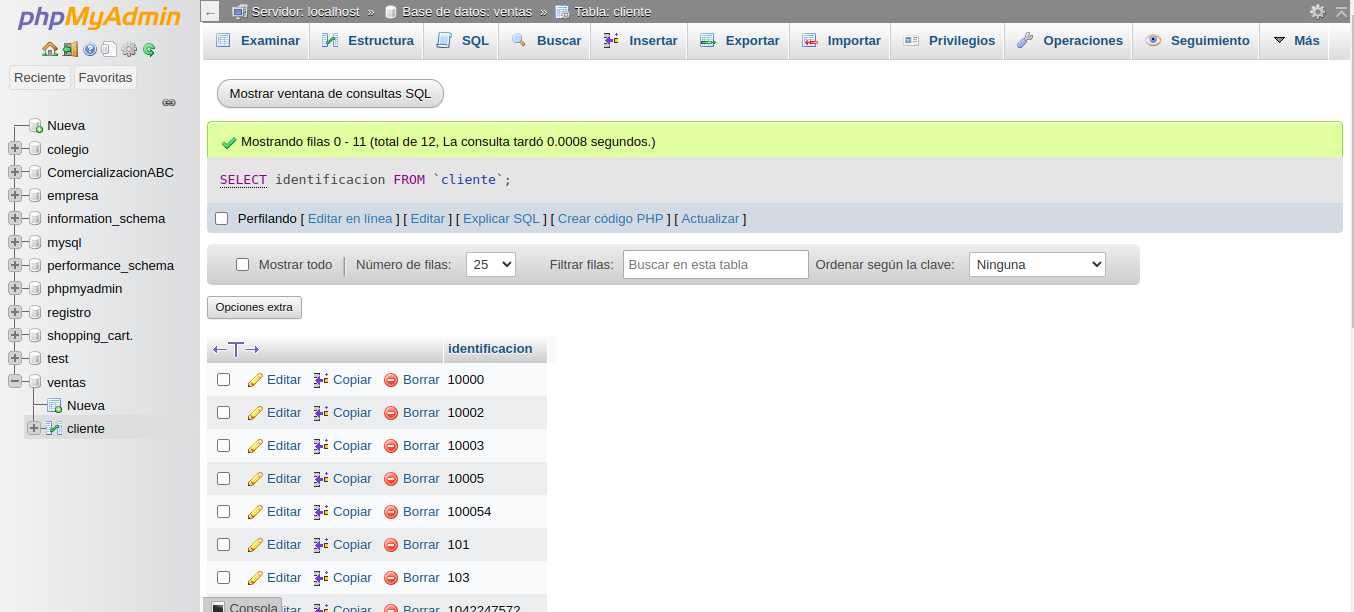 phpMyAdmin
Reciente Favoritas
Nueva
colegio
ComercializacionABC
empresa
information_schema
mysql
performance_schema
phpmyadmin
registro
shopping_cart.
test
ventas
Nueva
cliente
Servidor: localhost » Base de datos: ventas » Tabla: cliente
Examinar Estructura SQL Buscar Insertar Exportar Importar Privilegios Operaciones Seguimiento Más
Mostrar ventana de consultas SQL
Mostrando filas 0 - 11 (total de 12, La consulta tardó 0.0008 segundos.)
SELECT identificacion FROM `cliente`;
Perfilando [ Editar en línea ] [ Editar ] [ Explicar SQL ] [ Crear código PHP ] [ Actualizar ]
Mostrar todo | Número de filas: 25 Filtrar filas: Buscar en esta tabla Ordenar según la clave: Ninguna
Opciones extra
←T→ identificacion
Editar Copiar Borrar 10000
Editar Copiar Borrar 10002
Editar Copiar Borrar 10003
Editar Copiar Borrar 10005
Editar Copiar Borrar 100054
Editar Copiar Borrar 101
Editar Copiar Borrar 103
Consola itar Copiar Borrar 1042247572